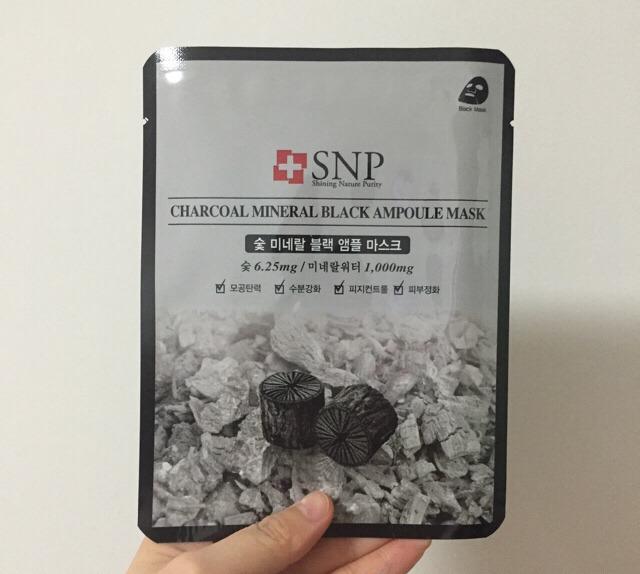 Black Mask
SNP
Shining Nature Purity
CHARCOAL MINERAL BLACK AMPOULE MASK
숯 미네랄 블랙 앰플 마스크
숯 6.25mg / 미네랄워터 1,000mg
모공탄력 수분강화 피지컨트롤 피부정화